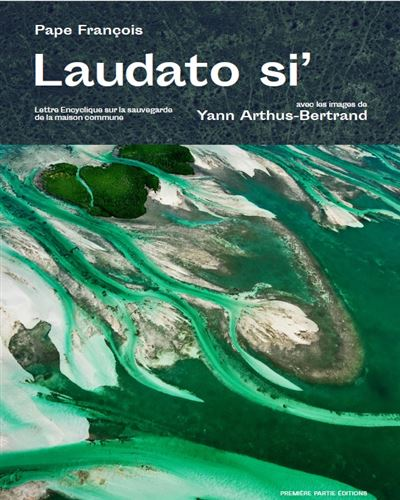 Pape François
Laudato si’
Lettre Encyclique sur la sauvegarde
de la maison commune
avec les images de
Yann Arthus-Bertrand
PREMIÈRE PARTIE ÉDITIONS